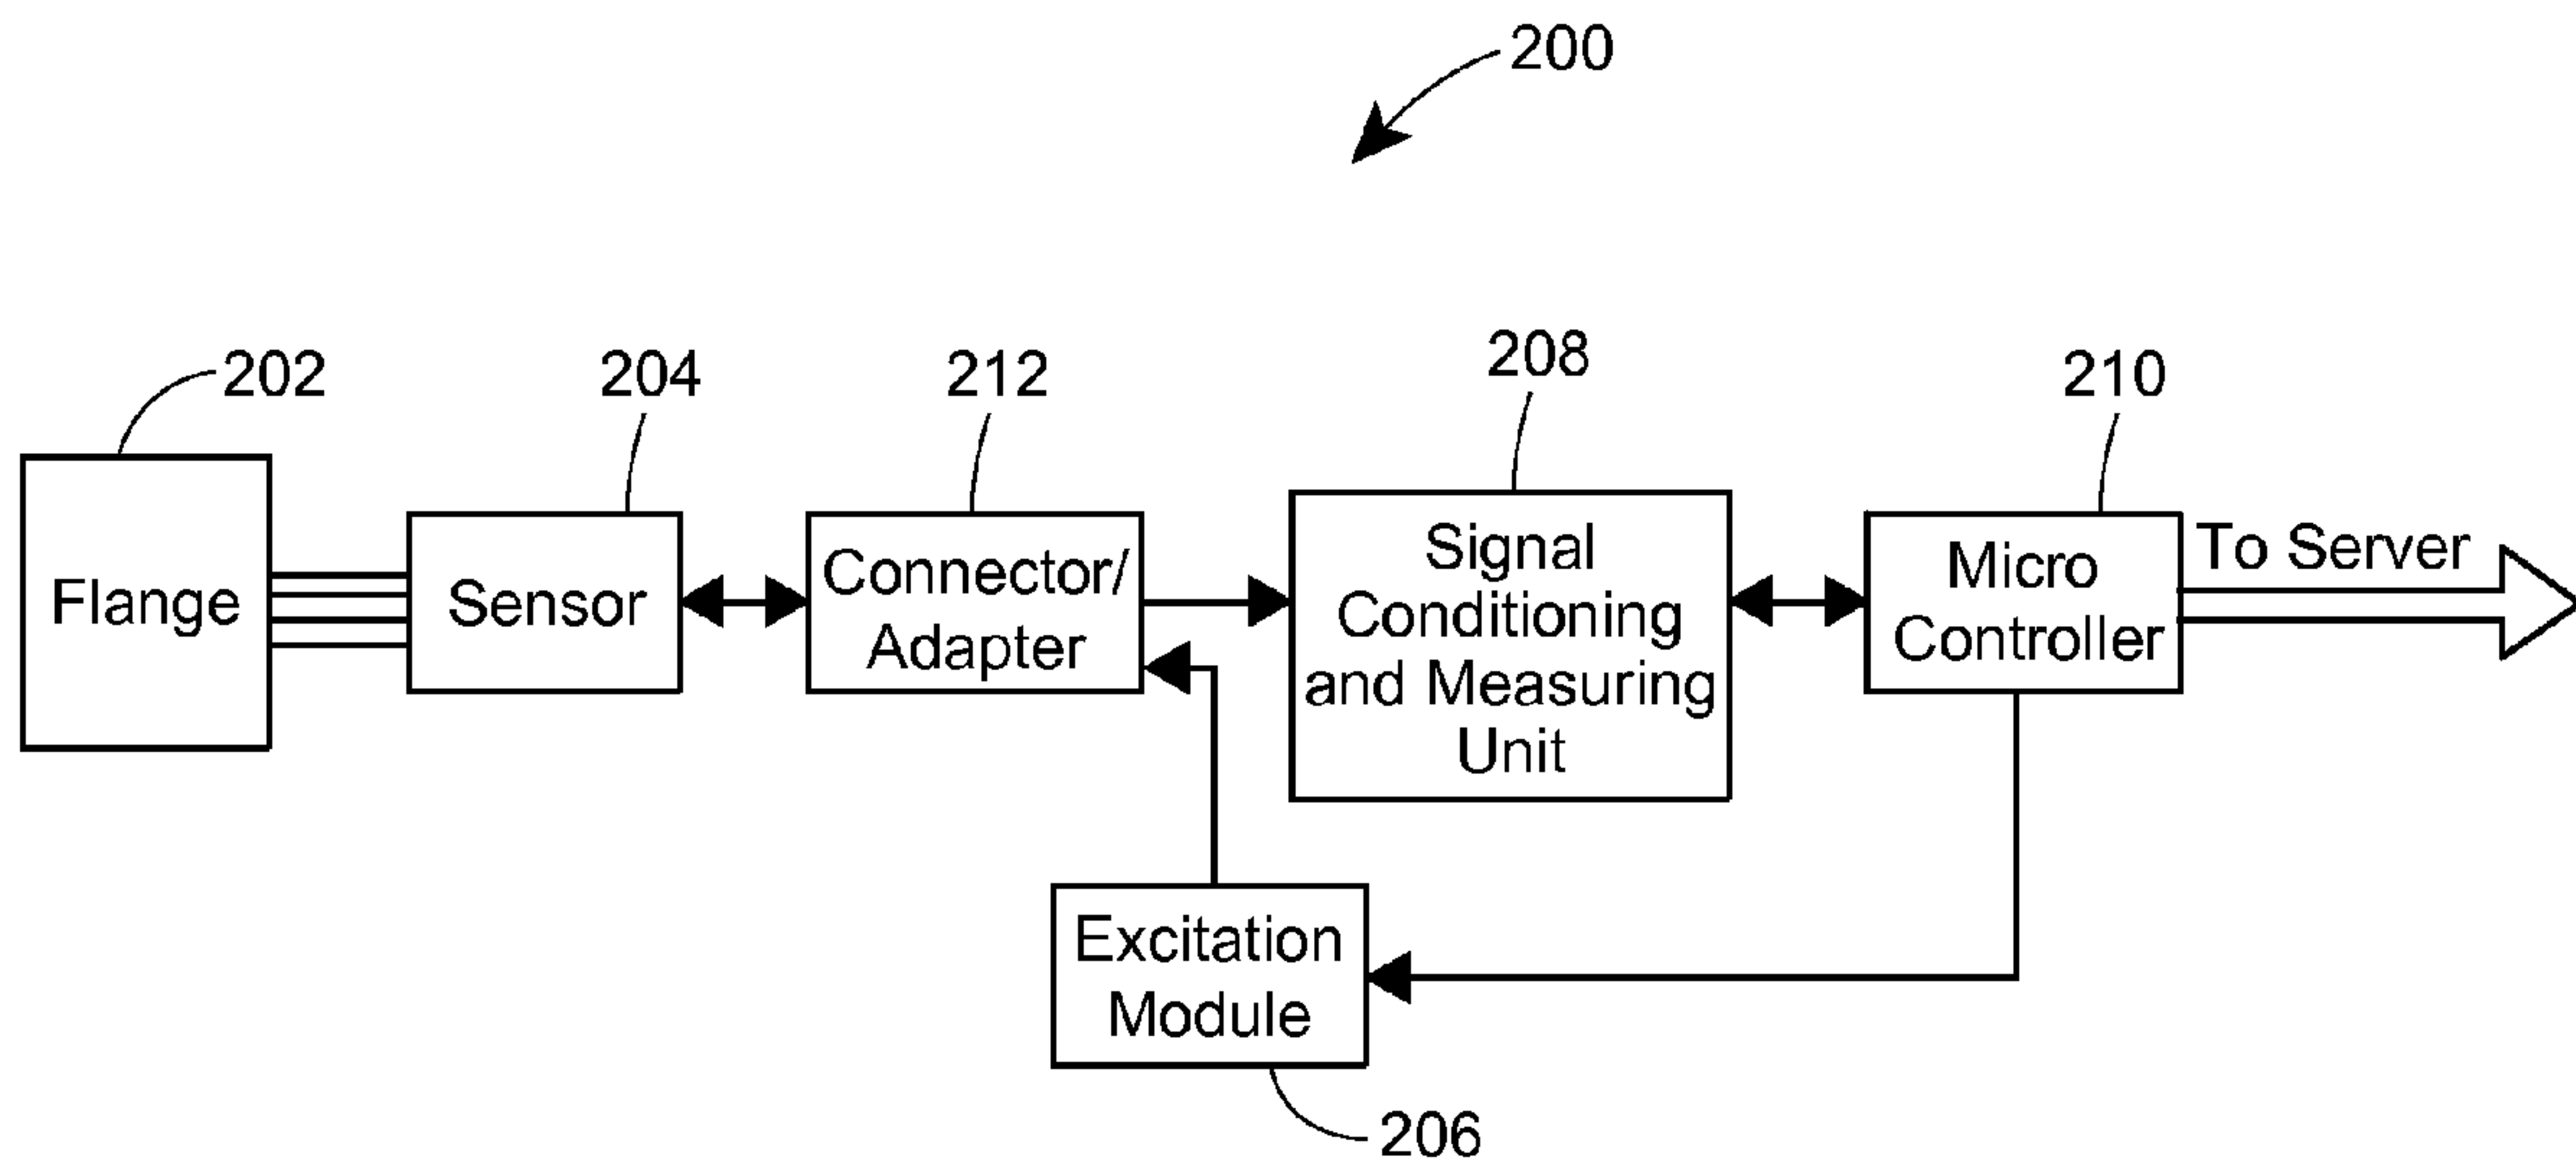 200
202
204
212
208
210
Flange
Sensor
Connector/
Adapter
Signal
Conditioning
and Measuring
Unit
Micro
Controller
To Server
Excitation
Module
206